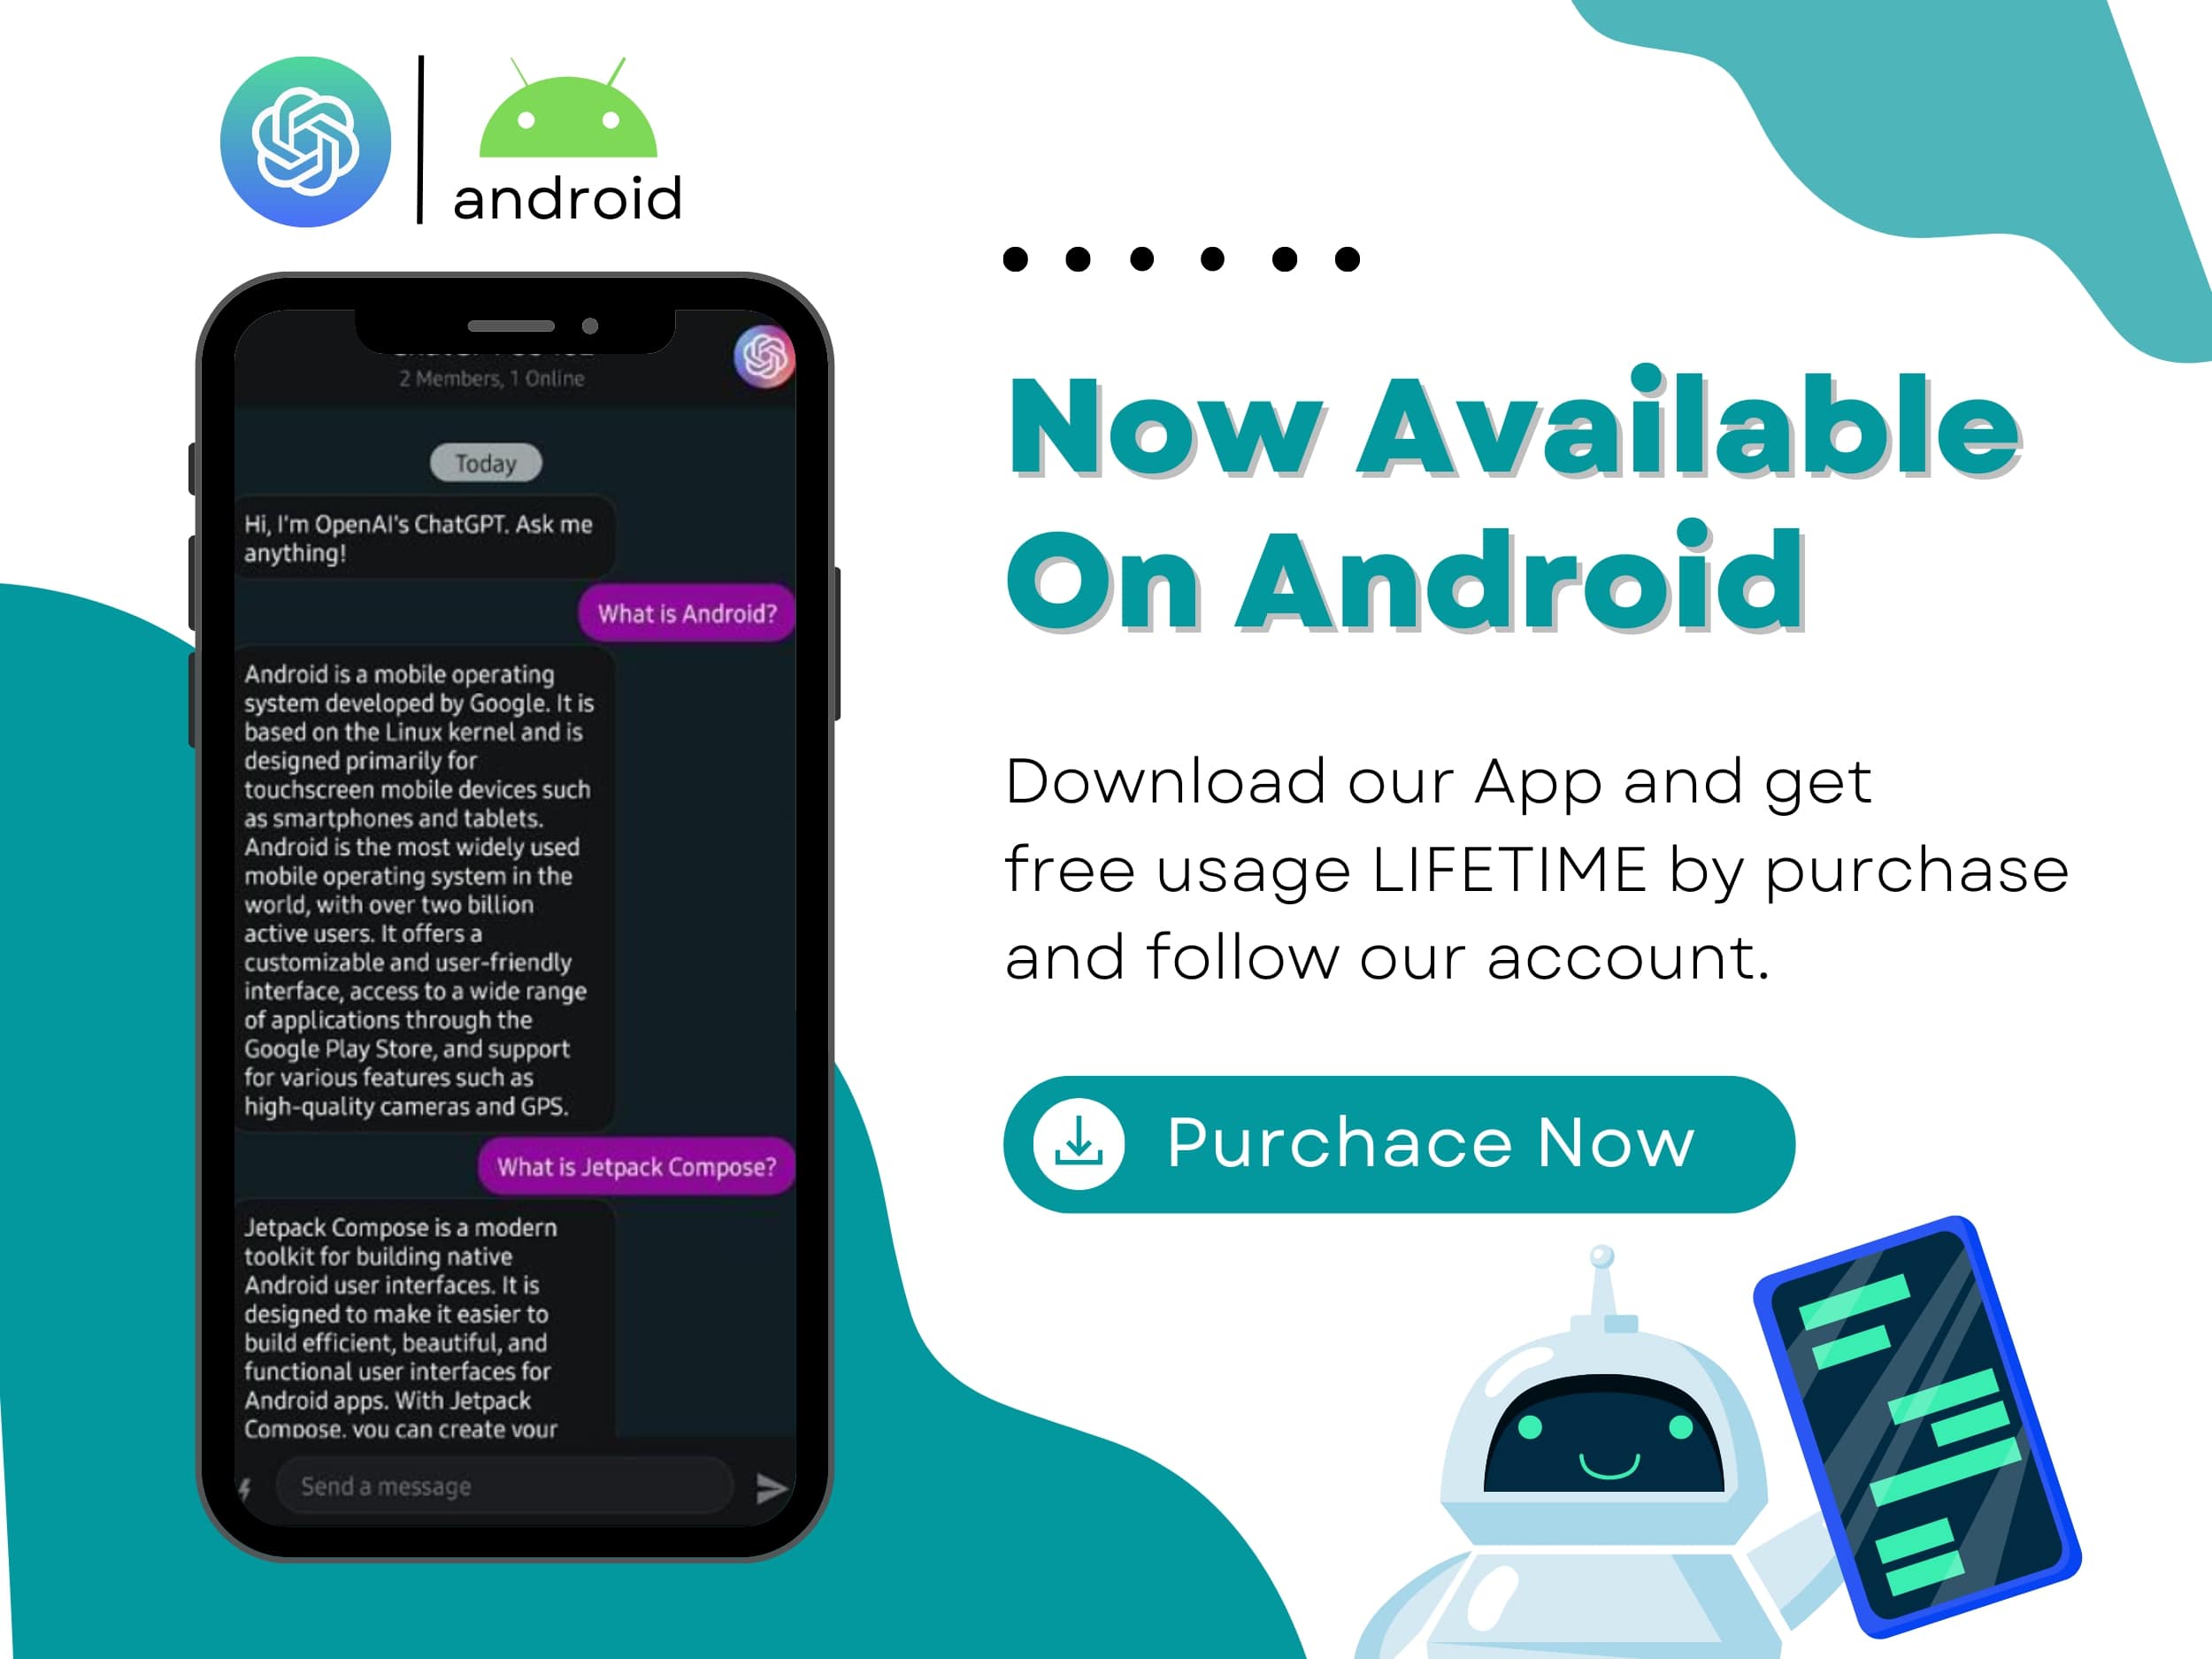 android
2 Members, 1 Online
Today
Hi, I'm OpenAI's ChatGPT. Ask me
anything!
What is Android?
Android is a mobile operating
system developed by Google. It is
based on the Linux kernel and is
designed primarily for
touchscreen mobile devices such
as smartphones and tablets.
Android is the most widely used
mobile operating system in the
world, with over two billion
active users. It offers a
customizable and user-friendly
interface, access to a wide range
of applications through the
Google Play Store, and support
for various features such as
high-quality cameras and GPS.
What is Jetpack Compose?
Jetpack Compose is a modern
toolkit for building native
Android user interfaces. It is
designed to make it easier to
build efficient, beautiful, and
functional user interfaces for
Android apps. With Jetpack
Compose, you can create your
Send a message
Now Available
On Android
Download our App and get
free usage LIFETIME by purchase
and follow our account.
Purchace Now